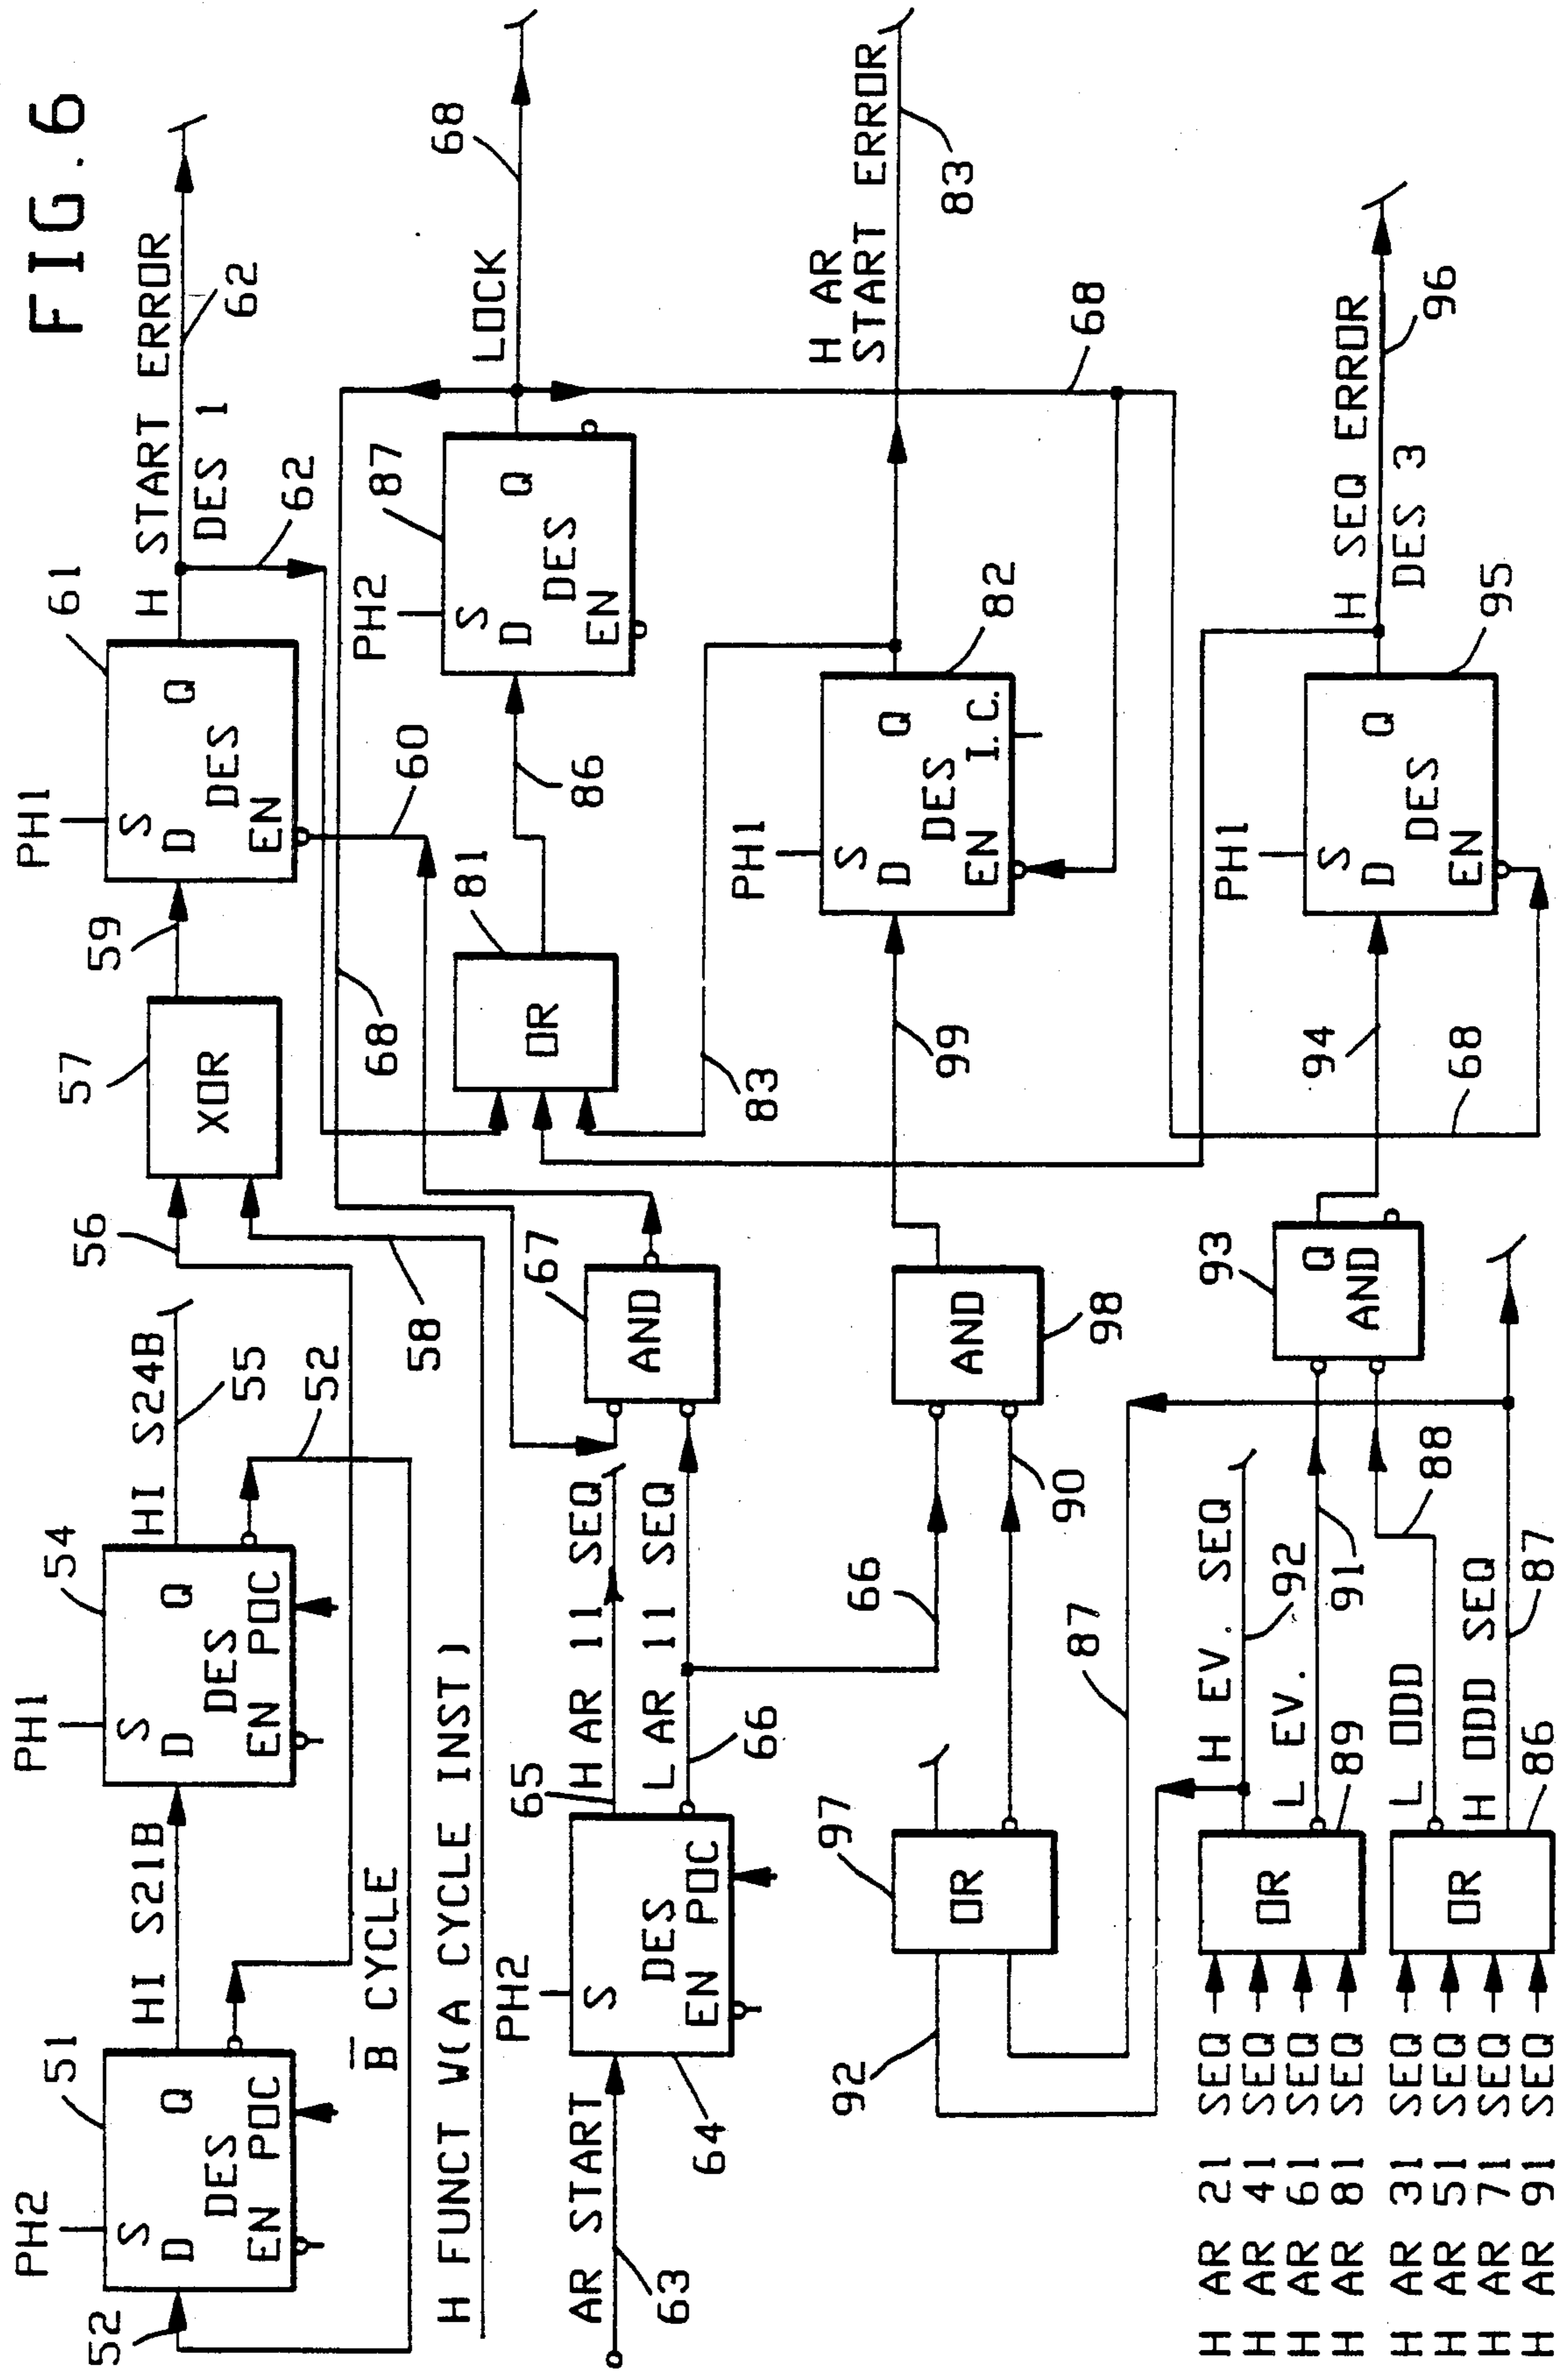 FIG. 6
PH2
51
S
D
Q
DES
EN
POC
52
HI S21B
PH1
54
S
D
Q
DES
EN
POC
HI S24B
55
52
B̅ CYCLE
56
57
XOR
58
59
PH1
61
S
D
Q
DES
EN
60
H START ERROR
DES 1
62
62
H FUNCT W(A CYCLE INST)
68
81
OR
86
PH2
87
S
D
Q
DES
EN
LOCK
68
AR START
63
64
PH2
S
DES
EN
POC
65
H AR 11 SEQ
L AR 11 SEQ
66
66
67
AND
83
PH1
S
D
Q
DES
EN
I.C.
82
H AR
START ERROR
83
68
97
OR
92
90
AND
98
99
87
H AR 21 SEQ
H AR 41 SEQ
H AR 61 SEQ
H AR 81 SEQ
OR
89
H EV. SEQ
92
L EV.
91
H AR 31 SEQ
H AR 51 SEQ
H AR 71 SEQ
H AR 91 SEQ
OR
86
L ODD
88
H ODD SEQ
87
93
Q
AND
94
68
PH1
S
D
Q
DES
EN
95
H SEQ ERROR
DES 3
96